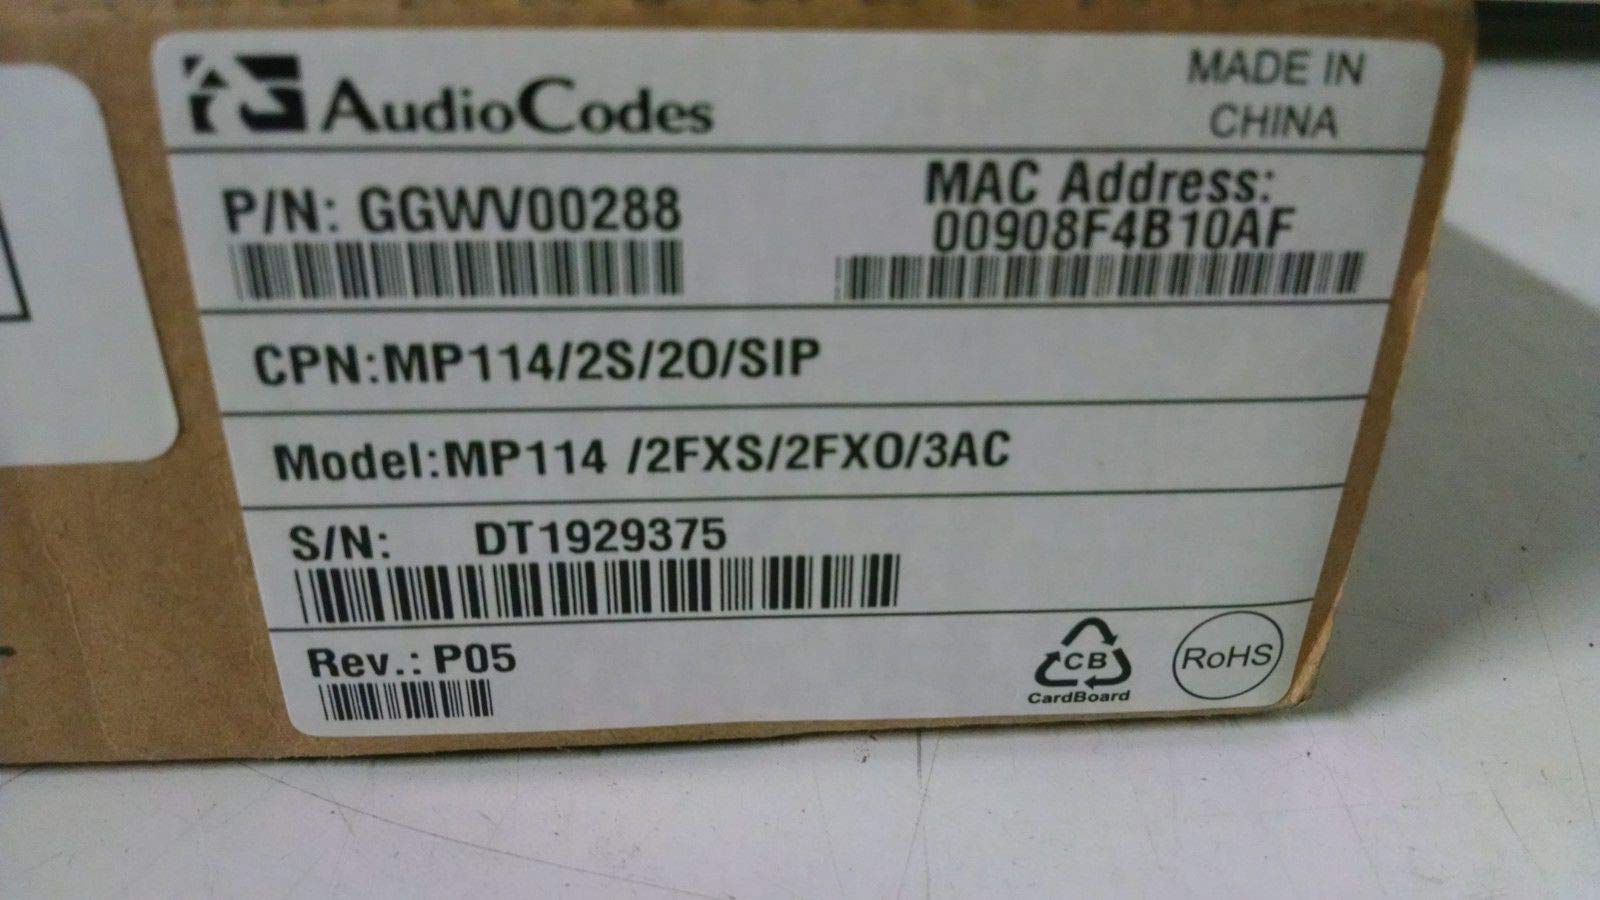 AudioCodes
MADE IN
CHINA
P/N: GGWV00288
MAC Address:
00908F4B10AF
CPN:MP114/2S/2O/SIP
Model:MP114 /2FXS/2FXO/3AC
S/N: DT1929375
Rev.: P05
CB
CardBoard
RoHS